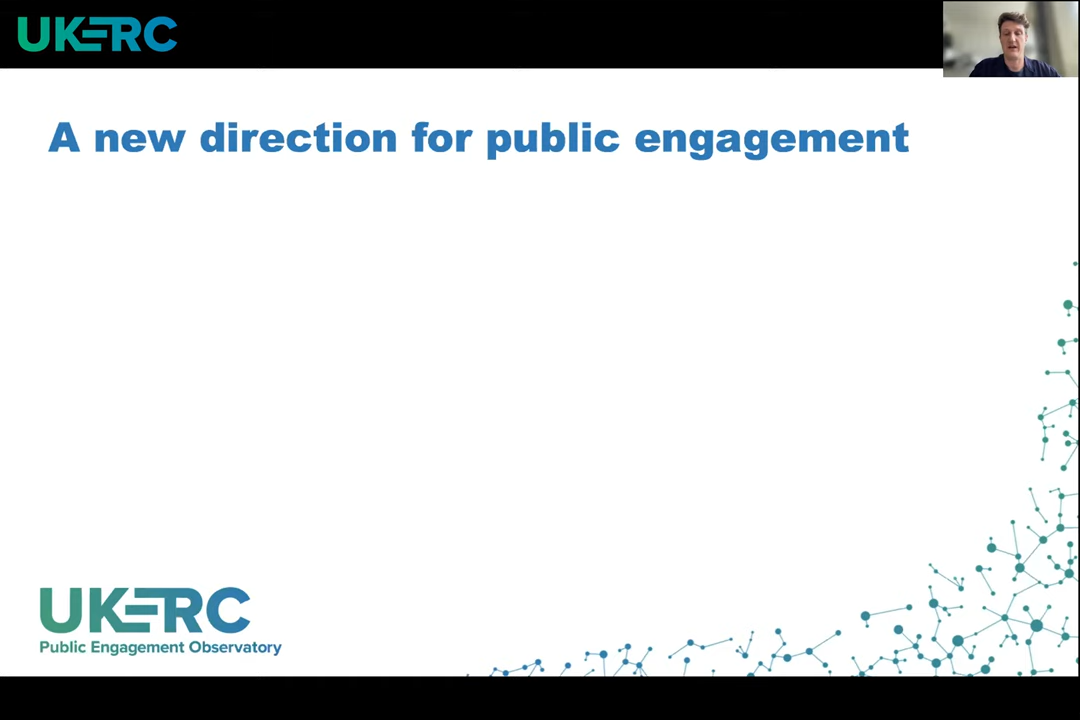 UKERC
A new direction for public engagement
UKERC
Public Engagement Observatory